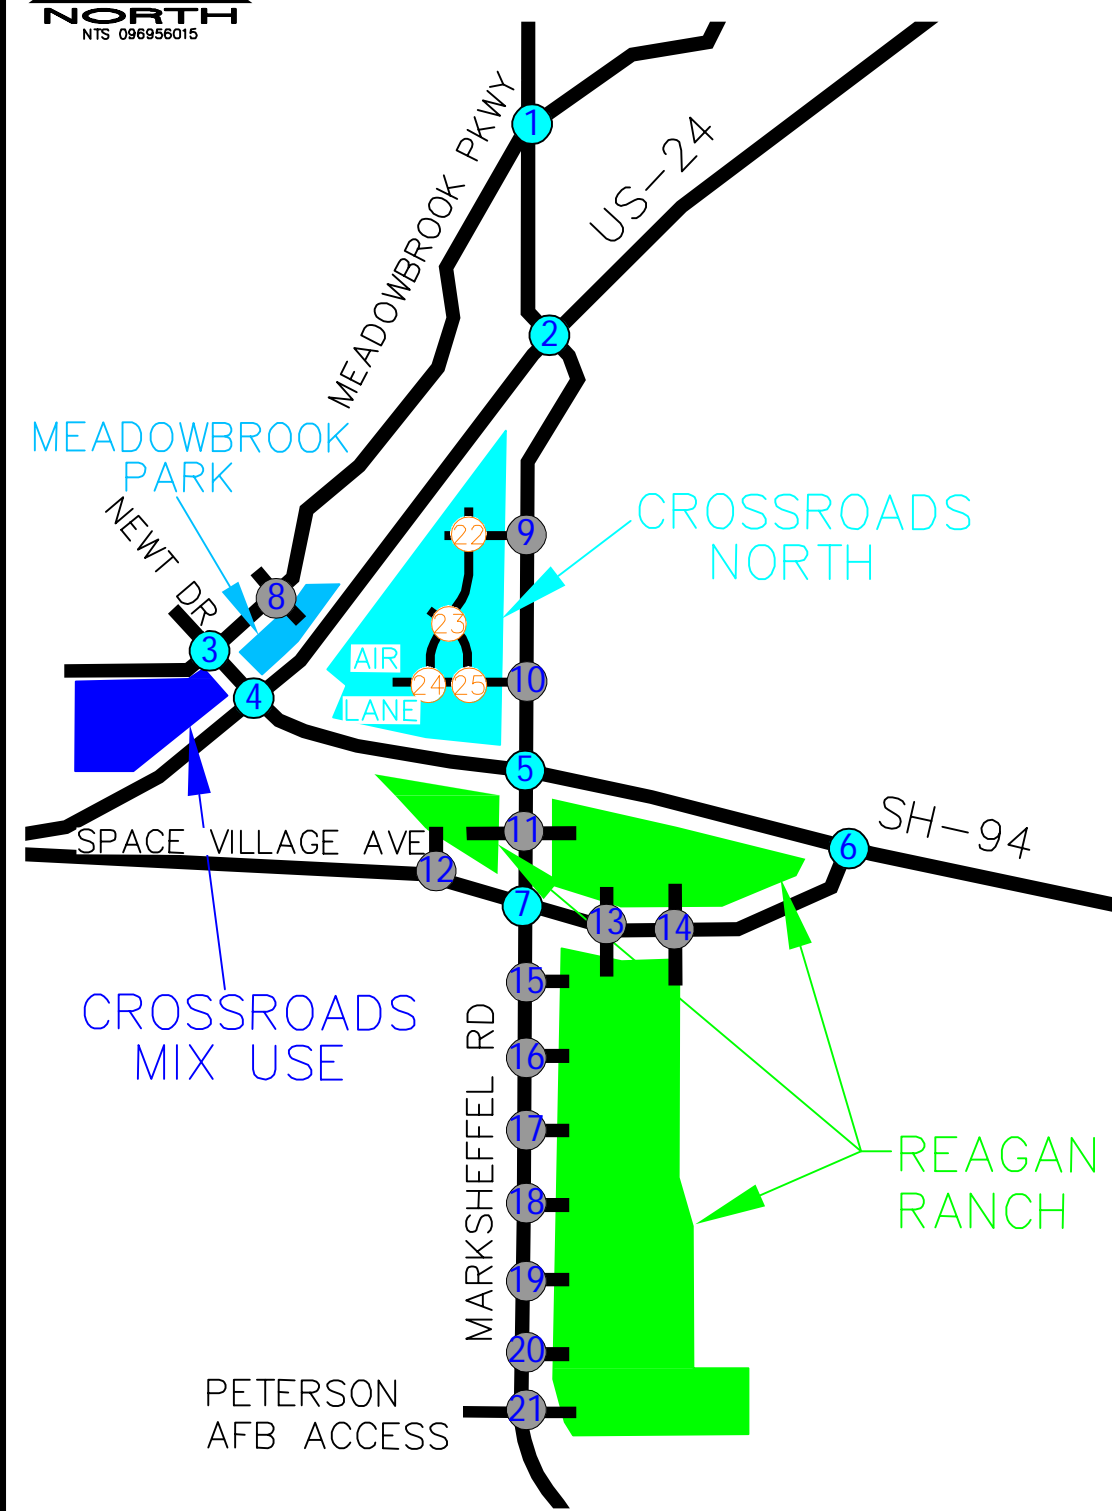 NORTH
NTS 096956015
MEADOWBROOK PKWY
1
US-24
2
MEADOWBROOK
PARK
NEWT DR
CROSSROADS
NORTH
22
9
8
23
3
AIR
LANE
24
25
10
4
5
SH-94
6
SPACE VILLAGE AVE
11
12
7
13
14
15
CROSSROADS
MIX USE
MARKSHEFFEL RD
16
17
REAGAN
RANCH
18
19
20
PETERSON
AFB ACCESS
21